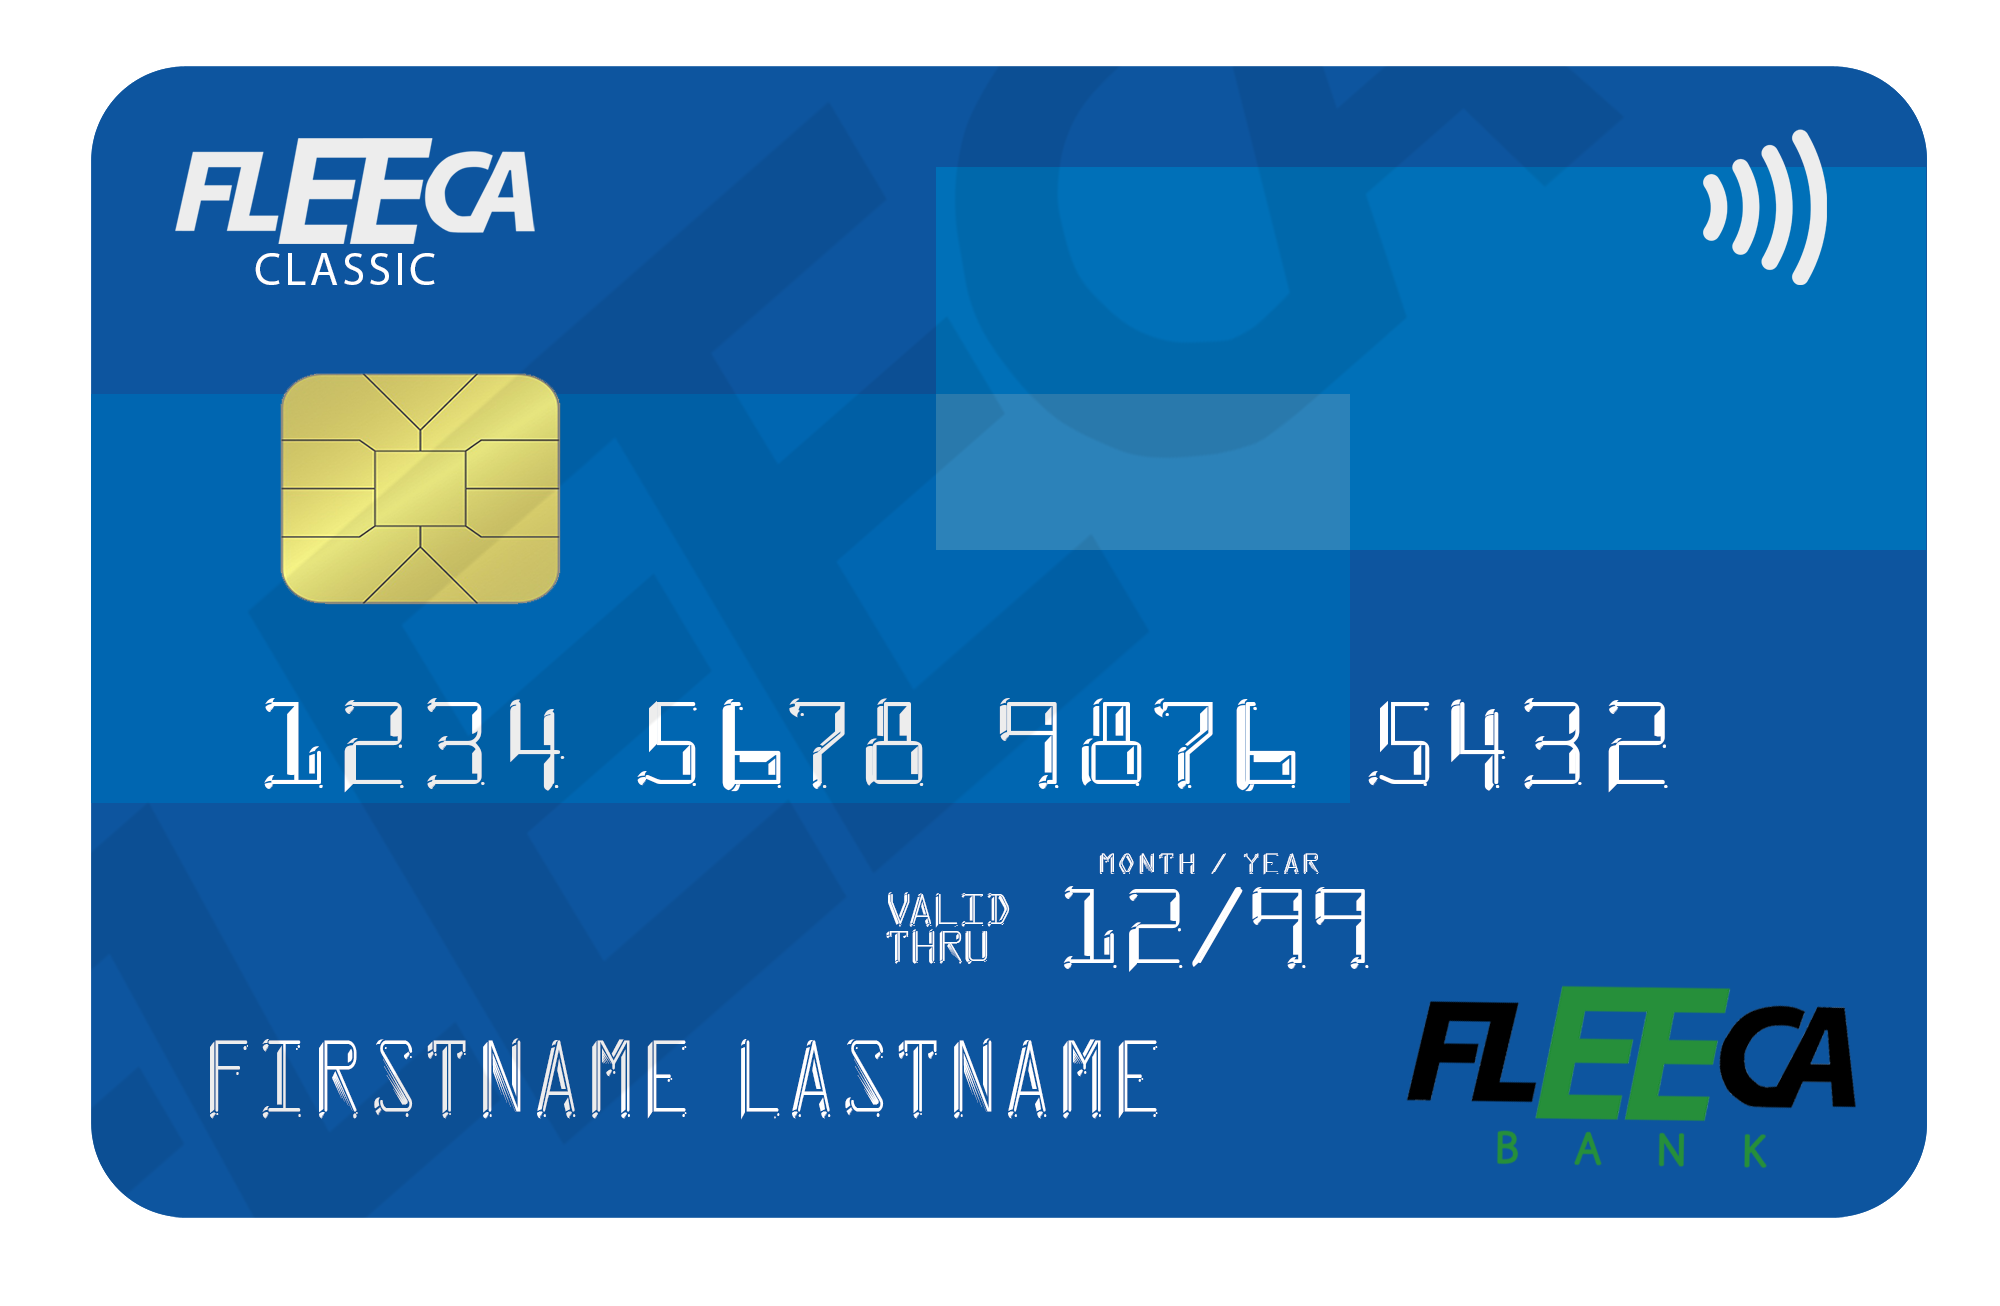 FLEECA
CLASSIC
1234 5678 9876 5432
MONTH / YEAR
VALID
THRU
12/99
FIRSTNAME LASTNAME
FLEECA
BANK